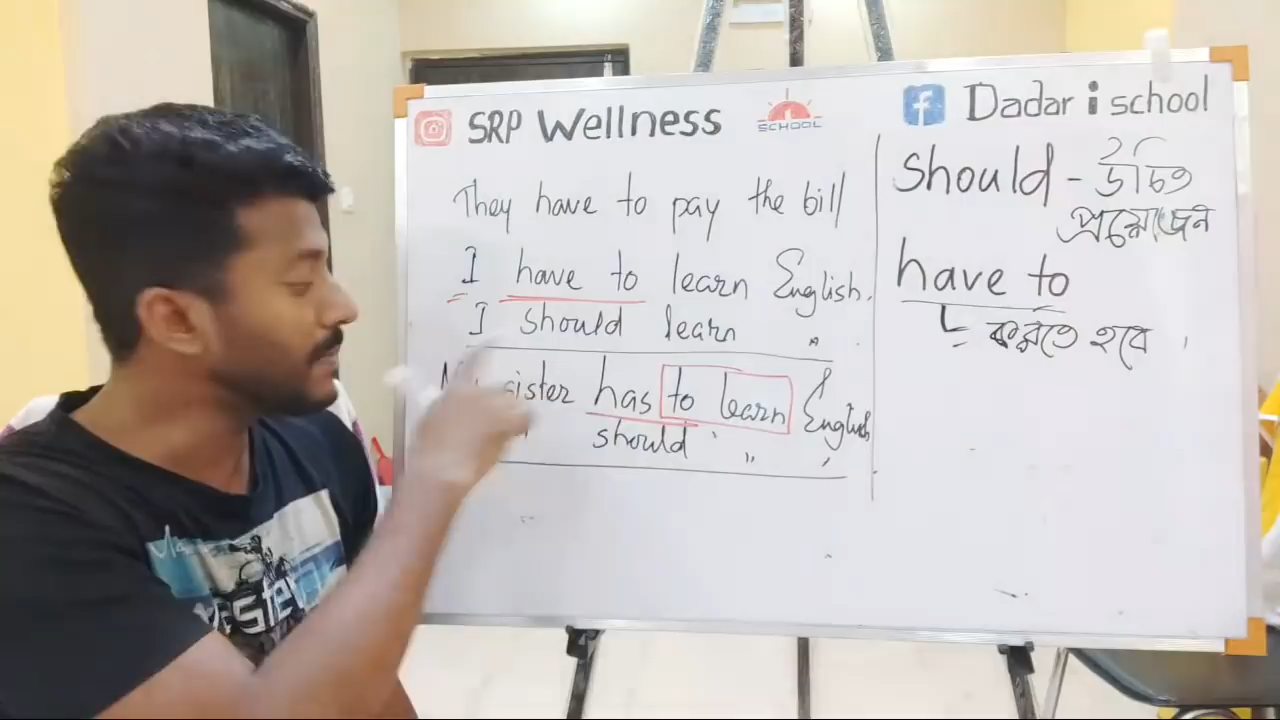 SRP Wellness
SCHOOL
Dadar i school
They have to pay the bill
I have to learn English.
I should learn "
sister has to learn English
should " "
should - উচিত
প্রয়োজন
have to
করতে হবে